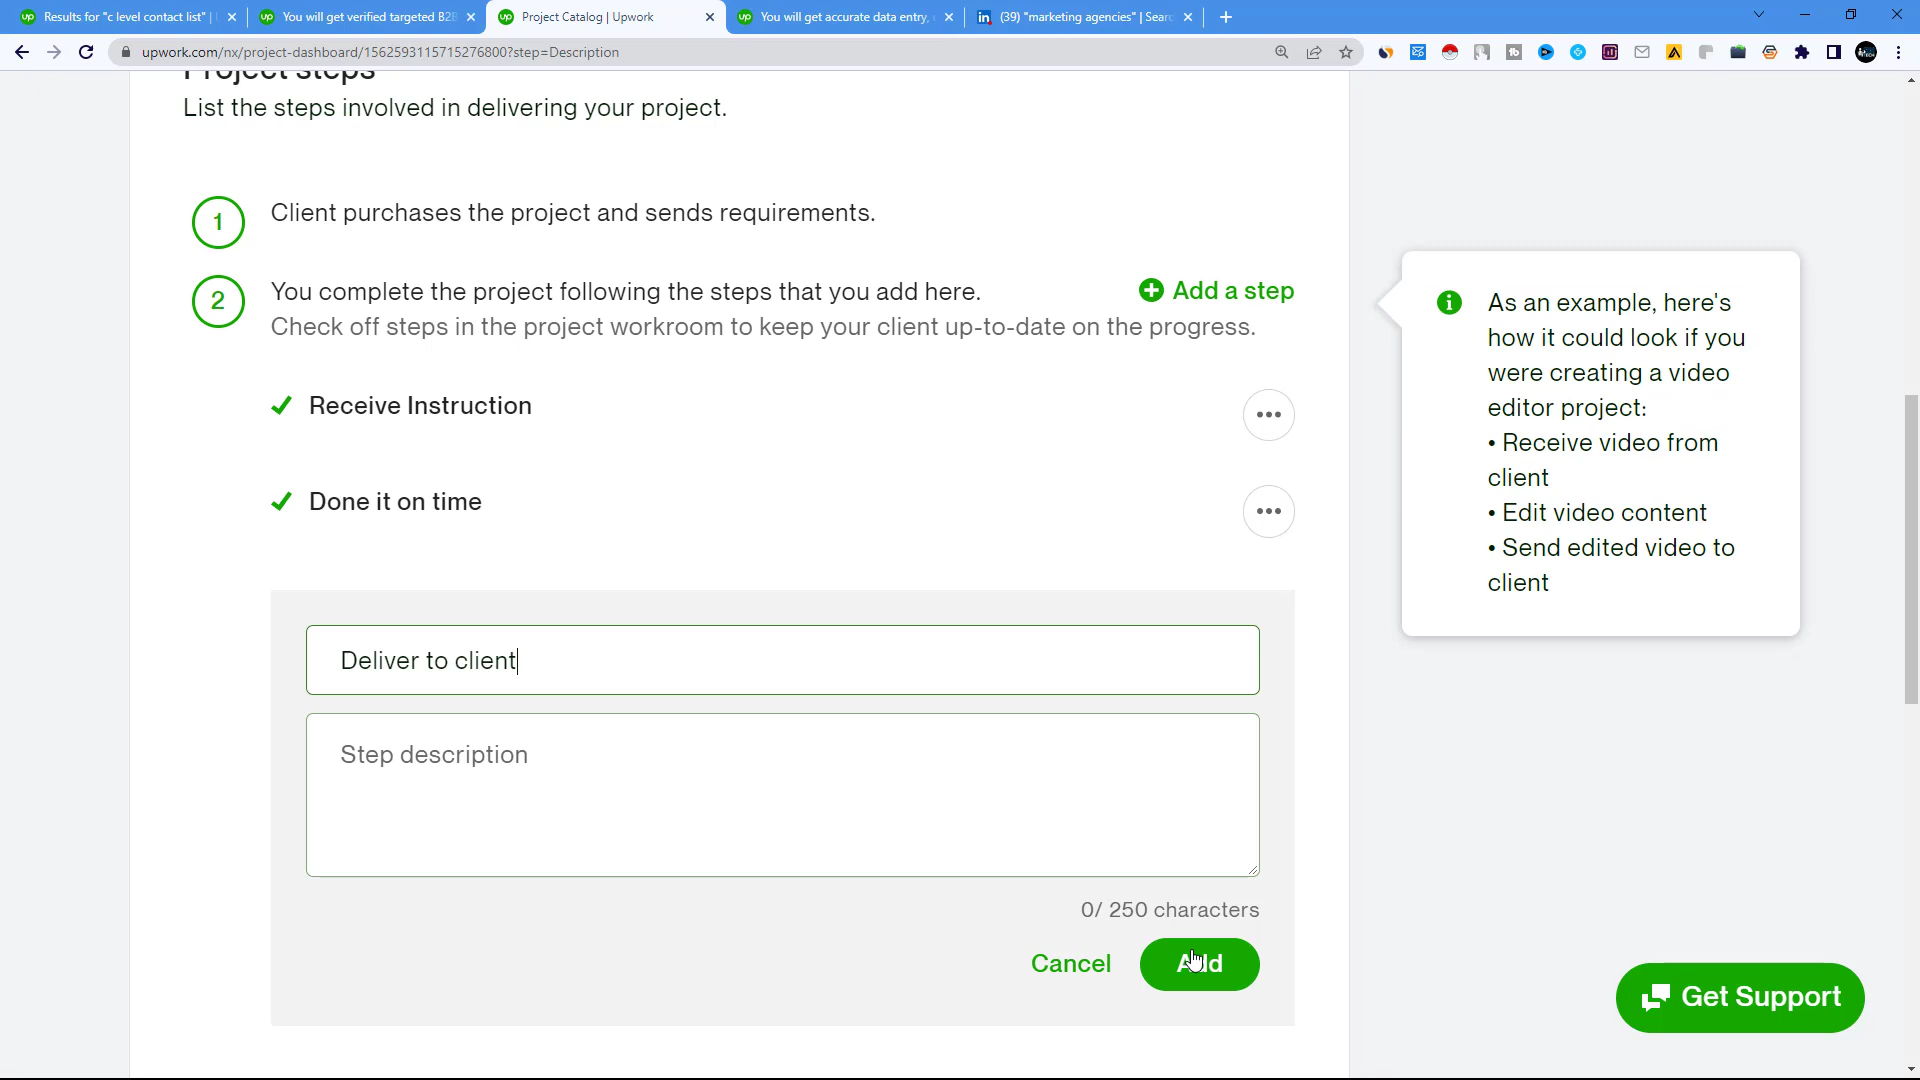 Results for "c level contact list" |
You will get verified targeted B2B
Project Catalog | Upwork
You will get accurate data entry,
(39) "marketing agencies" | Searc
upwork.com/nx/project-dashboard/1562593115715276800?step=Description
Project steps
List the steps involved in delivering your project.
1
Client purchases the project and sends requirements.
2
You complete the project following the steps that you add here.
Add a step
Check off steps in the project workroom to keep your client up-to-date on the progress.
Receive Instruction
Done it on time
Deliver to client
Step description
0/ 250 characters
Cancel
Add
As an example, here's
how it could look if you
were creating a video
editor project:
• Receive video from
client
• Edit video content
• Send edited video to
client
Get Support